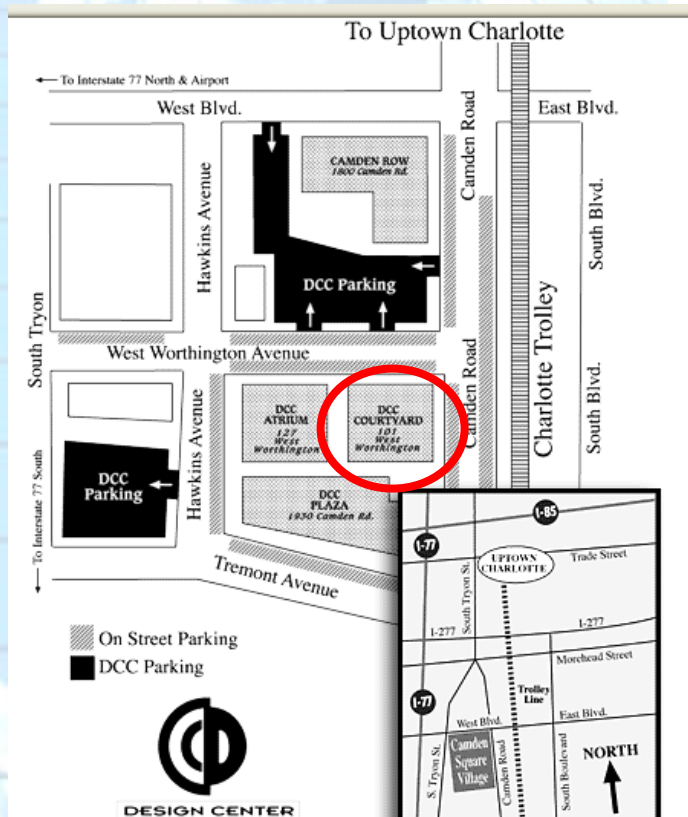 To Uptown Charlotte
To Interstate 77 North & Airport
West Blvd.
East Blvd.
Camden Road
Hawkins Avenue
CAMDEN ROW
1800 Camden Rd.
South Blvd.
DCC Parking
South Tryon
West Worthington Avenue
Charlotte Trolley
Camden Road
South Blvd.
DCC
ATRIUM
127
West
Worthington
DCC
COURTYARD
101
West
Worthington
Hawkins Avenue
DCC
Parking
DCC
PLAZA
1930 Camden Rd.
To Interstate 77 South
Tremont Avenue
On Street Parking
DCC Parking
DESIGN CENTER
I-85
I-77
UPTOWN
CHARLOTTE
Trade Street
South Tryon St.
I-277
Morehead Street
Trolley
Line
I-77
West Blvd.
East Blvd.
Camden
Square
Village
S. Tryon St.
Camden Road
South Boulevard
NORTH